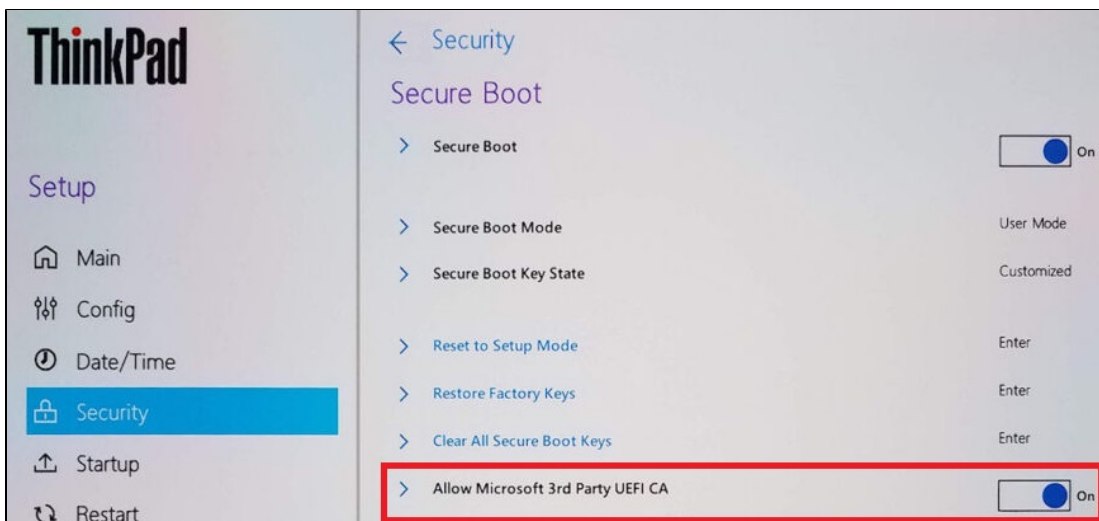 ThinkPad
Setup
Main
Config
Date/Time
Security
Startup
Restart
Security
Secure Boot
Secure Boot On
Secure Boot Mode User Mode
Secure Boot Key State Customized
Reset to Setup Mode Enter
Restore Factory Keys Enter
Clear All Secure Boot Keys Enter
Allow Microsoft 3rd Party UEFI CA On